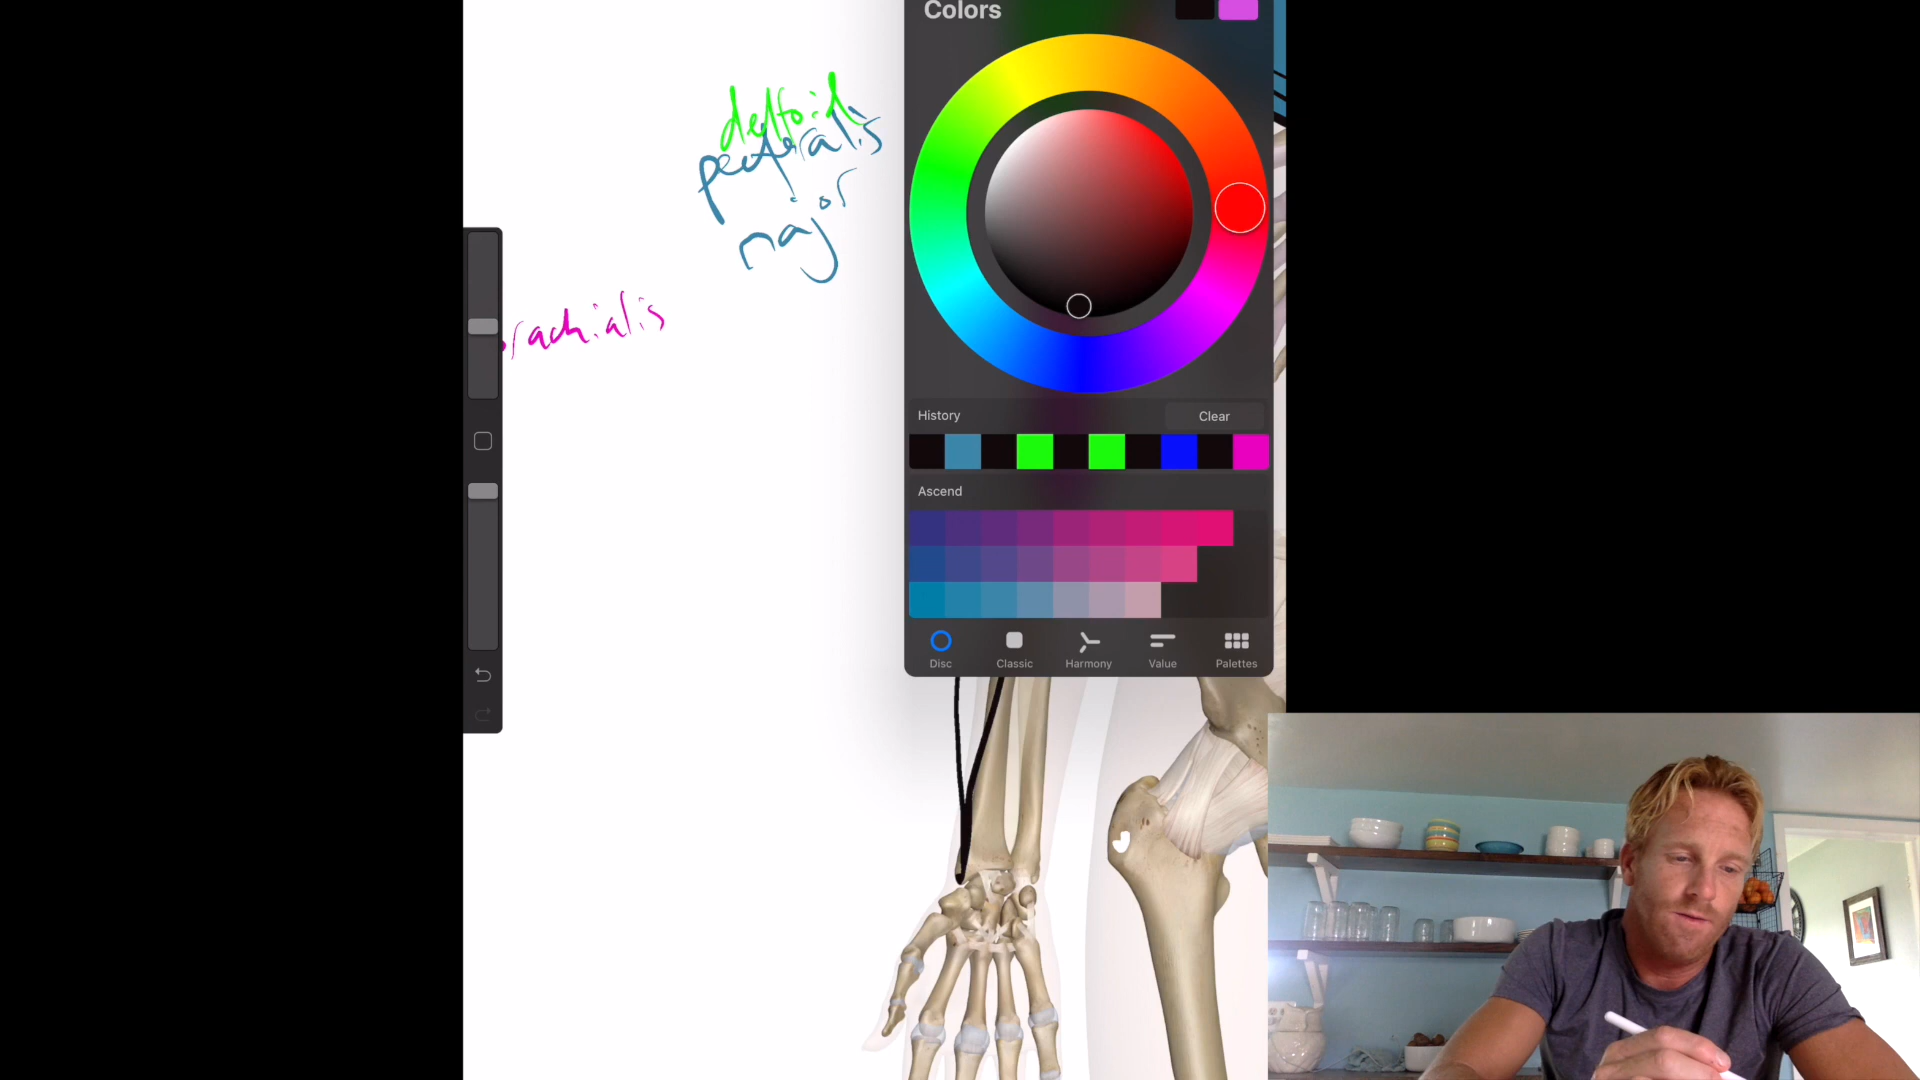 Colors
deltoid
pectoralis
major
rachialis
History
Clear
Ascend
Disc
Classic
Harmony
Value
Palettes